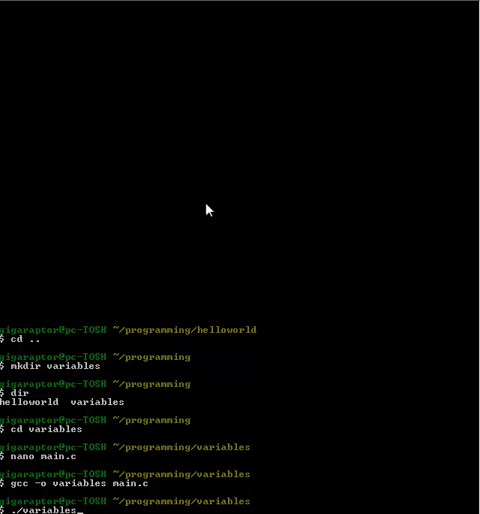 gigaraptor@pc-TOSH ~/programming/helloworld
$ cd ..
gigaraptor@pc-TOSH ~/programming
$ mkdir variables
gigaraptor@pc-TOSH ~/programming
$ dir
helloworld  variables
gigaraptor@pc-TOSH ~/programming
$ cd variables
gigaraptor@pc-TOSH ~/programming/variables
$ nano main.c
gigaraptor@pc-TOSH ~/programming/variables
$ gcc -o variables main.c
gigaraptor@pc-TOSH ~/programming/variables
$ ./variables_